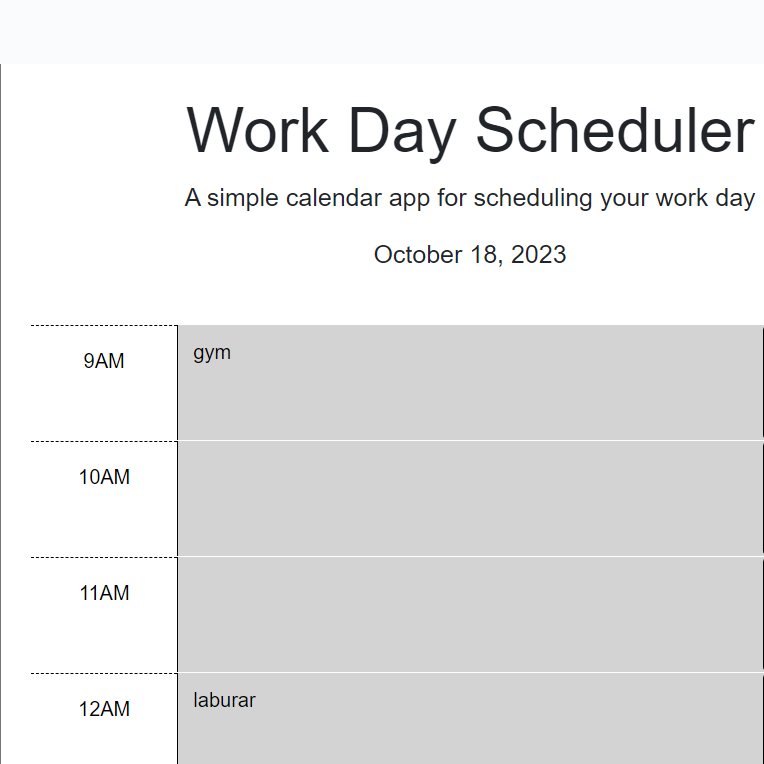 Work Day Scheduler
A simple calendar app for scheduling your work day
October 18, 2023
9AM
gym
10AM
11AM
12AM
laburar